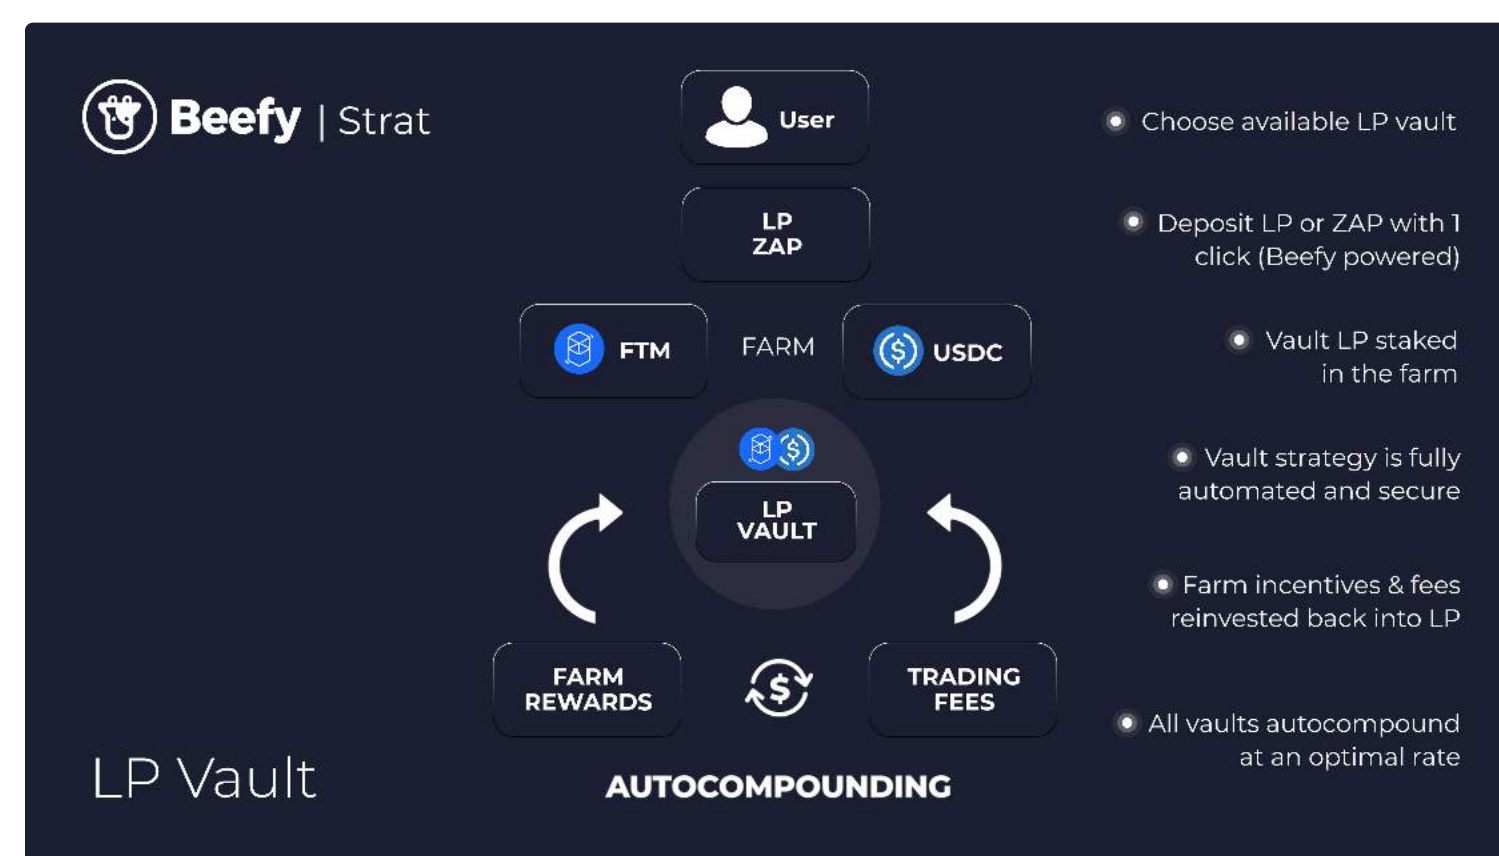 Beefy | Strat
User
Choose available LP vault
LP
ZAP
Deposit LP or ZAP with 1
click (Beefy powered)
FTM
FARM
USDC
Vault LP staked
in the farm
LP
VAULT
Vault strategy is fully
automated and secure
Farm incentives & fees
reinvested back into LP
FARM
REWARDS
TRADING
FEES
All vaults autocompound
at an optimal rate
LP Vault
AUTOCOMPOUNDING